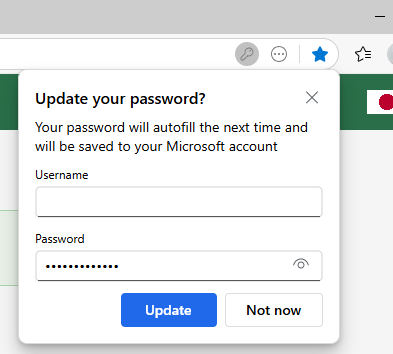 Update your password?
Your password will autofill the next time and
will be saved to your Microsoft account
Username
Password
•••••••••••••
Update
Not now